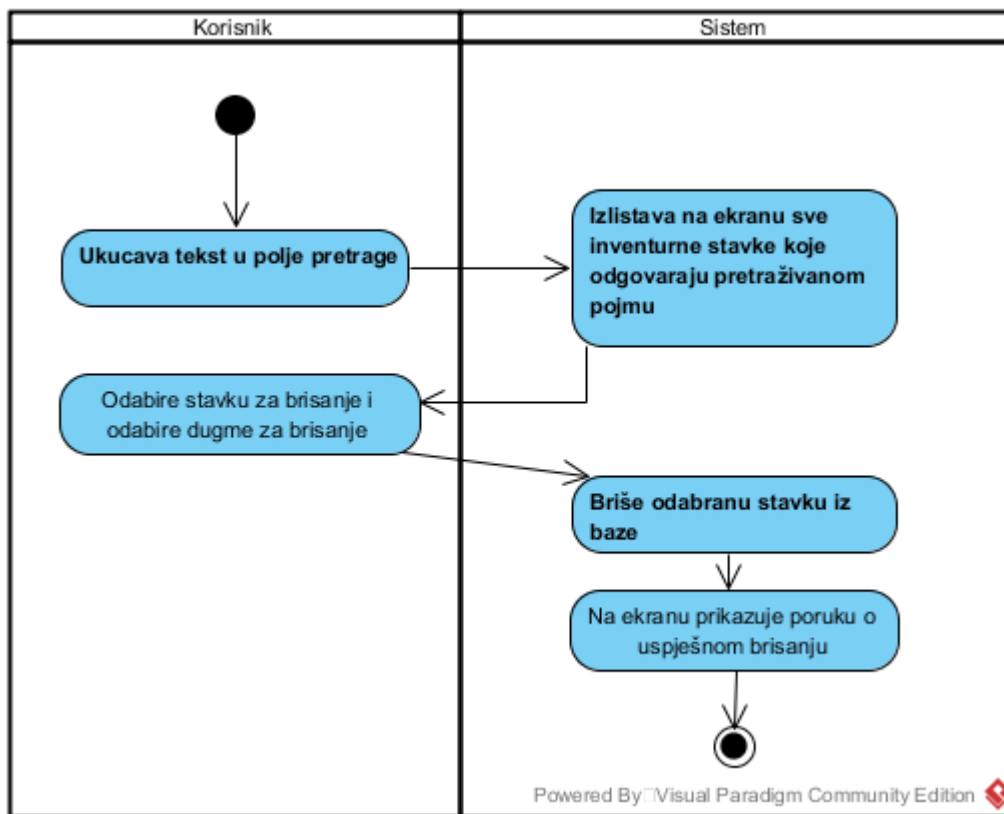 Korisnik
Sistem
Ukucava tekst u polje pretrage
Izlistava na ekranu sve
inventurne stavke koje
odgovaraju pretraživanom
pojmu
Odabire stavku za brisanje i
odabire dugme za brisanje
Briše odabranu stavku iz
baze
Na ekranu prikazuje poruku o
uspješnom brisanju
Powered By Visual Paradigm Community Edition